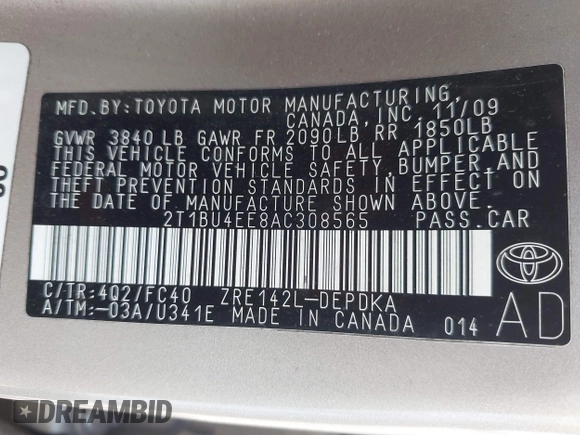 MFD.BY:TOYOTA MOTOR MANUFACTURING,
CANADA,INC. 11/09
GVWR 3840 LB GAWR FR 2090LB,RR 1850LB
THIS VEHICLE CONFORMS TO ALL APPLICABLE
FEDERAL MOTOR VEHICLE SAFETY,BUMPER,AND
THEFT PREVENTION STANDARDS IN EFFECT ON
THE DATE OF MANUFACTURE SHOWN ABOVE.
2T1BU4EE8AC308565 PASS.CAR
C/TR:4Q2/FC40 ZRE142L-DEPDKA
A/TM:-03A/U341E MADE IN CANADA 014
AD
DREAMBID